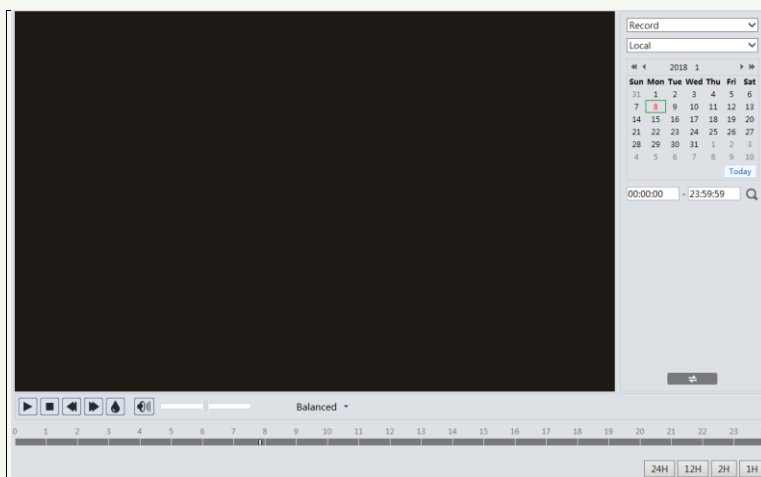 Record
Local
2018 1
Sun Mon Tue Wed Thu Fri Sat
31 1 2 3 4 5 6
7 8 9 10 11 12 13
14 15 16 17 18 19 20
21 22 23 24 25 26 27
28 29 30 31 1 2 3
4 5 6 7 8 9 10
Today
00:00:00 - 23:59:59
Balanced
0 1 2 3 4 5 6 7 8 9 10 11 12 13 14 15 16 17 18 19 20 21 22 23
24H 12H 2H 1H